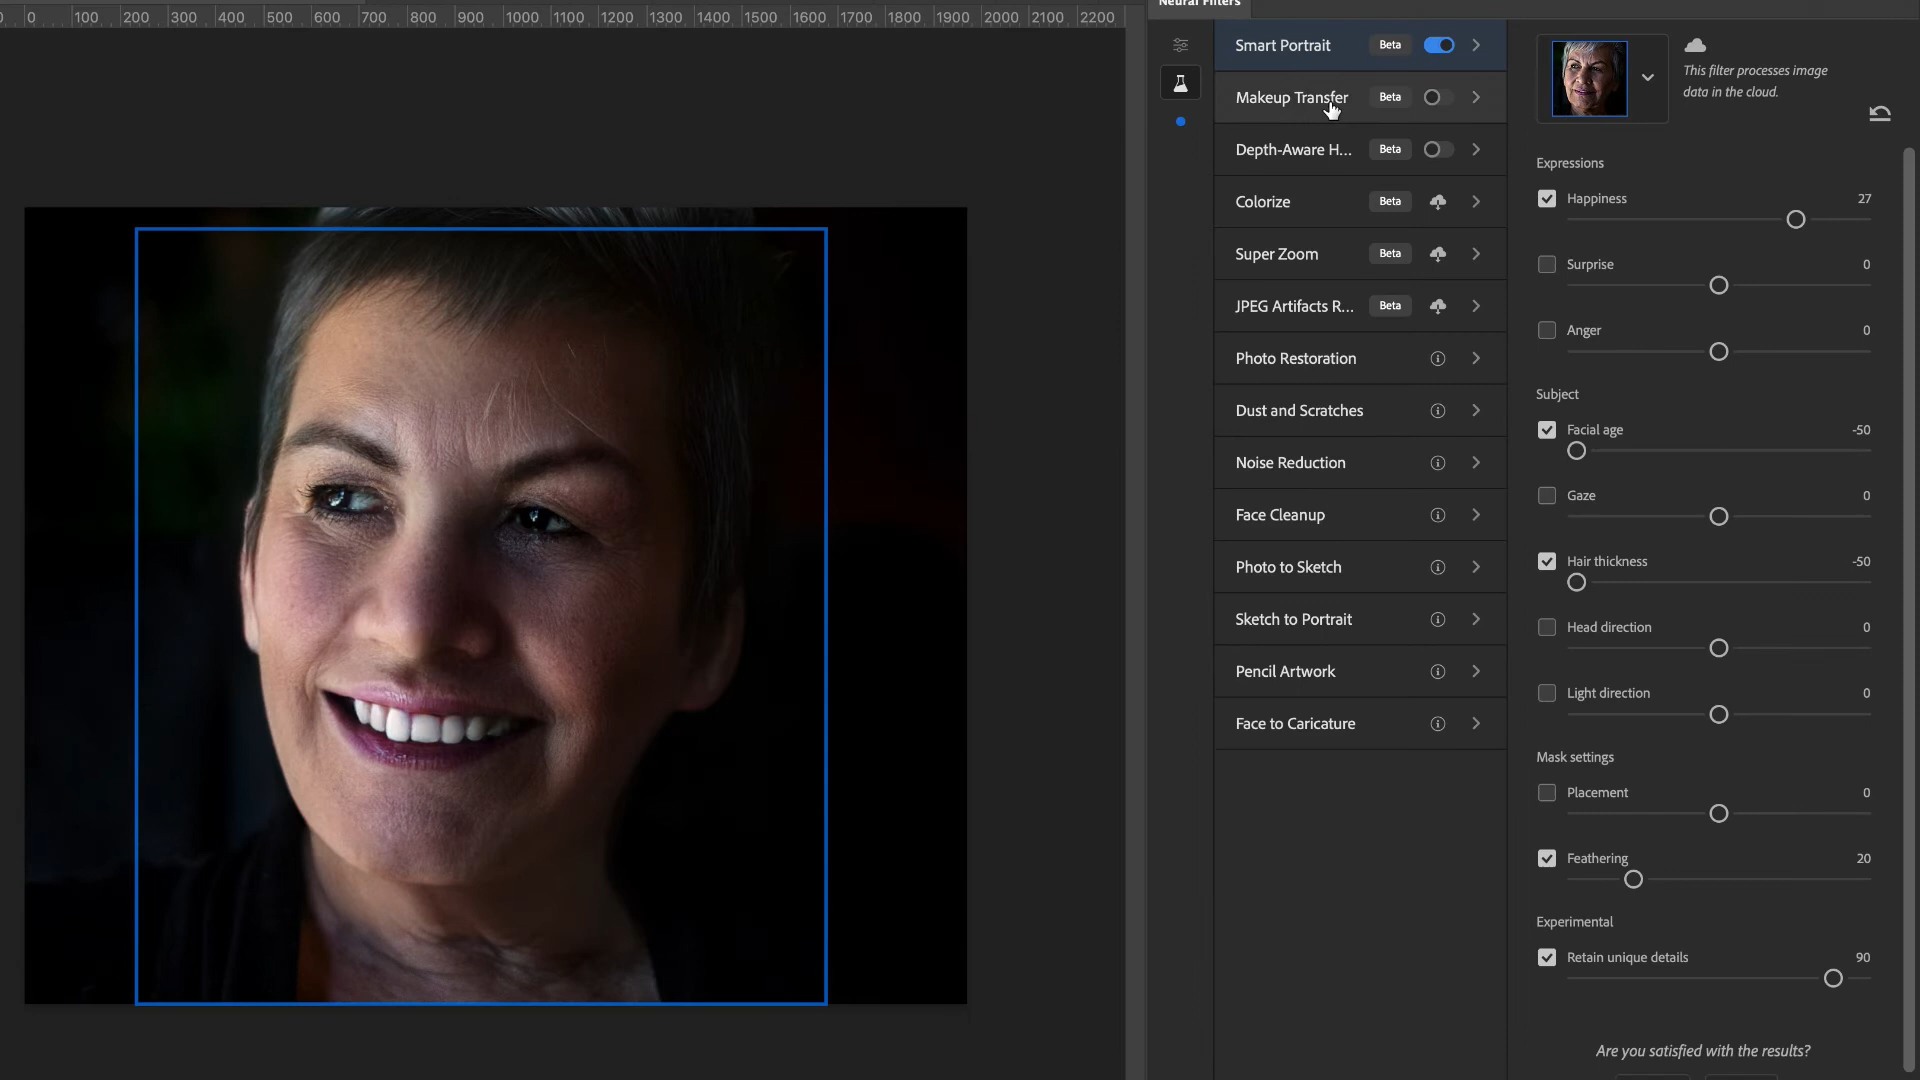 0 100 200 300 400 500 600 700 800 900 1000 1100 1200 1300 1400 1500 1600 1700 1800 1900 2000 2100 2200
Neural Filters
Smart Portrait Beta
Makeup Transfer Beta
Depth-Aware H... Beta
Colorize Beta
Super Zoom Beta
JPEG Artifacts R... Beta
Photo Restoration
Dust and Scratches
Noise Reduction
Face Cleanup
Photo to Sketch
Sketch to Portrait
Pencil Artwork
Face to Caricature
This filter processes image
data in the cloud.
Expressions
Happiness 27
Surprise 0
Anger 0
Subject
Facial age -50
Gaze 0
Hair thickness -50
Head direction 0
Light direction 0
Mask settings
Placement 0
Feathering 20
Experimental
Retain unique details 90
Are you satisfied with the results?